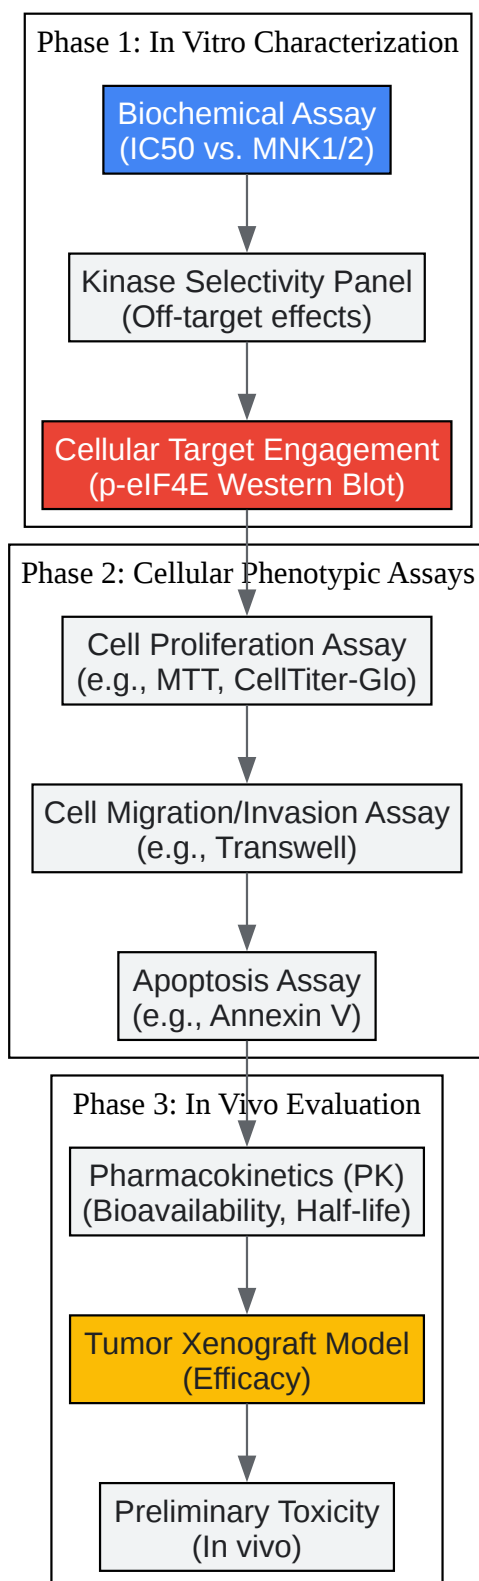 Phase 1: In Vitro Characterization
Biochemical Assay
(IC50 vs. MNK1/2)
Kinase Selectivity Panel
(Off-target effects)
Cellular Target Engagement
(p-eIF4E Western Blot)
Phase 2: Cellular Phenotypic Assays
Cell Proliferation Assay
(e.g., MTT, CellTiter-Glo)
Cell Migration/Invasion Assay
(e.g., Transwell)
Apoptosis Assay
(e.g., Annexin V)
Phase 3: In Vivo Evaluation
Pharmacokinetics (PK)
(Bioavailability, Half-life)
Tumor Xenograft Model
(Efficacy)
Preliminary Toxicity
(In vivo)